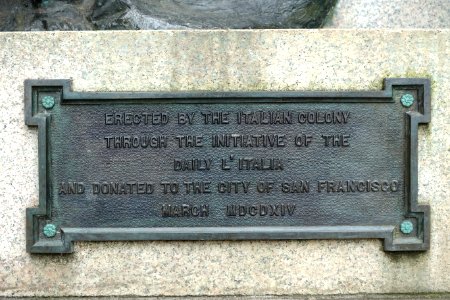 ERECTED BY THE ITALIAN COLONY
THROUGH THE INITIATIVE OF THE
DAILY L'ITALIA
AND DONATED TO THE CITY OF SAN FRANCISCO
MARCH MDCDXIV